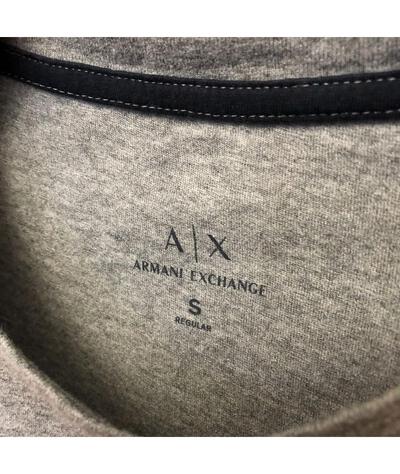 A|X
ARMANI EXCHANGE
S
REGULAR